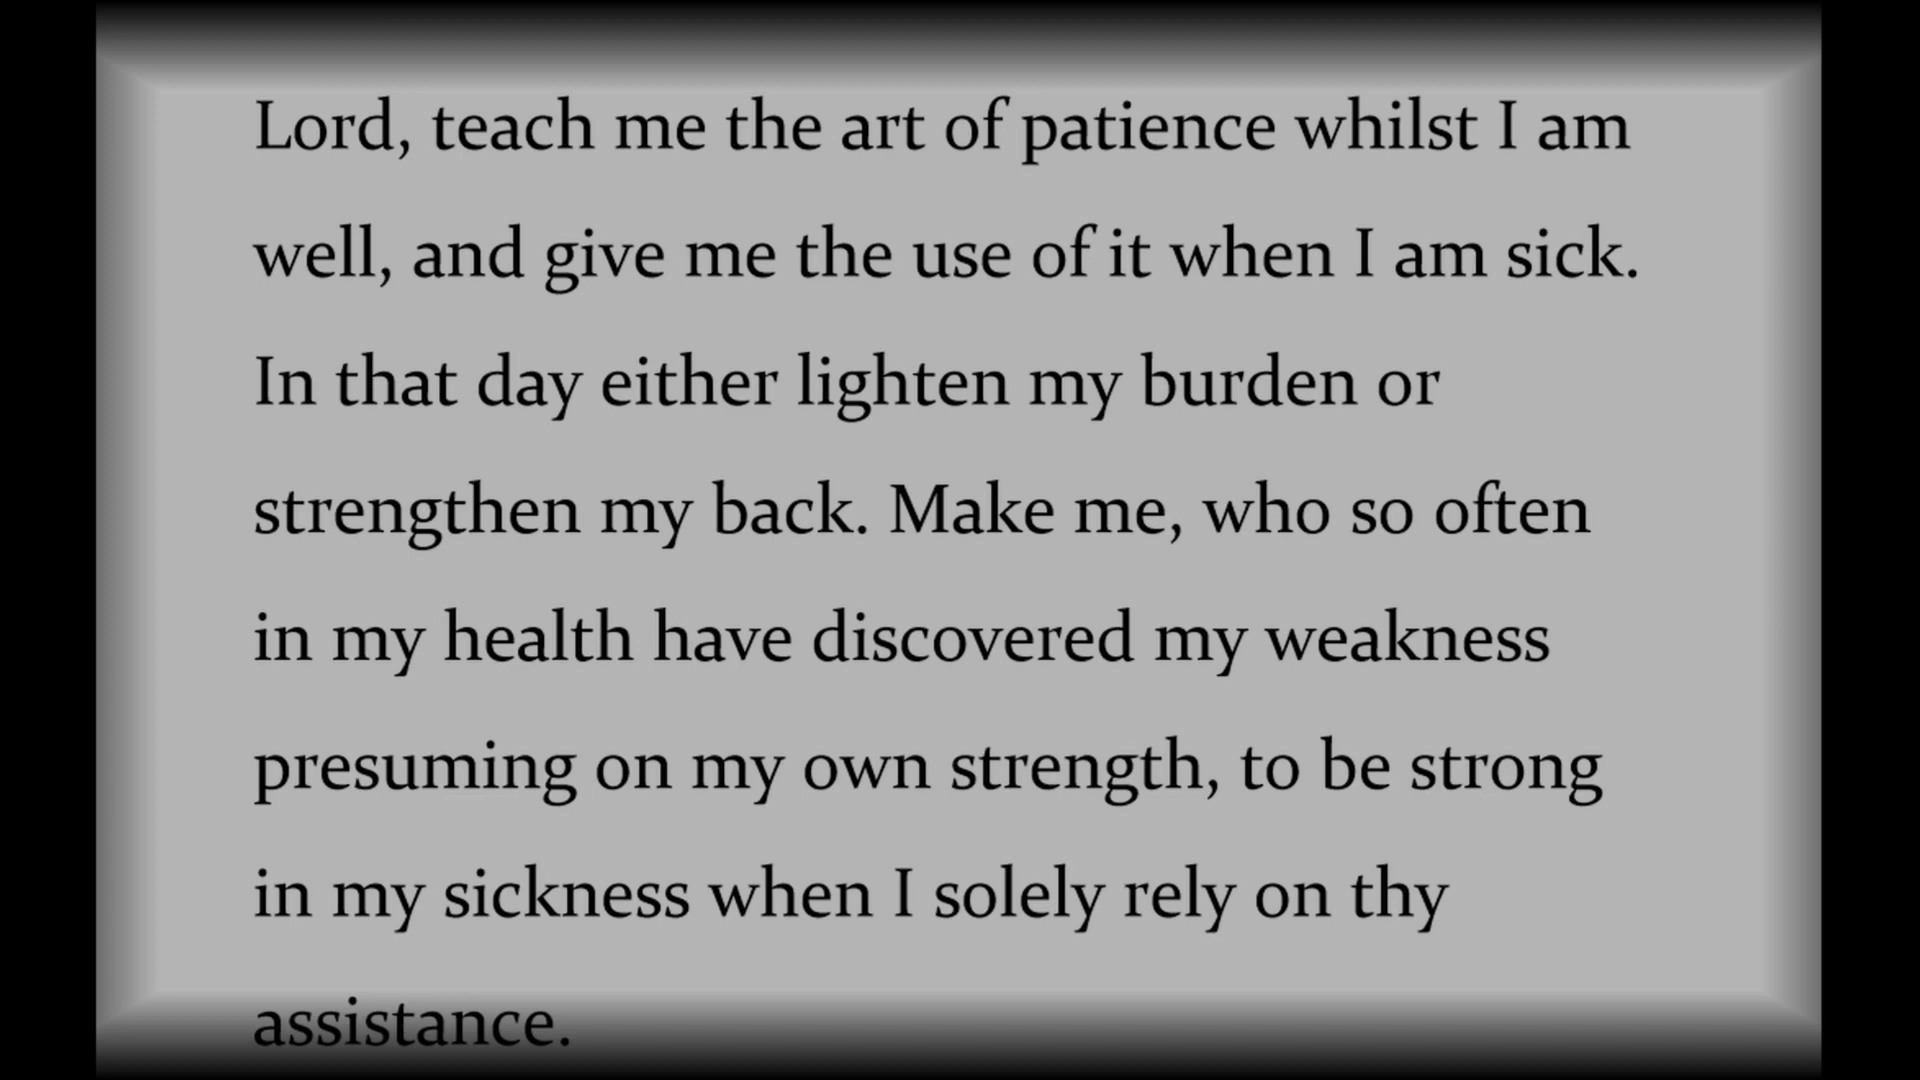 Lord, teach me the art of patience whilst I am
well, and give me the use of it when I am sick.
In that day either lighten my burden or
strengthen my back. Make me, who so often
in my health have discovered my weakness
presuming on my own strength, to be strong
in my sickness when I solely rely on thy
assistance.